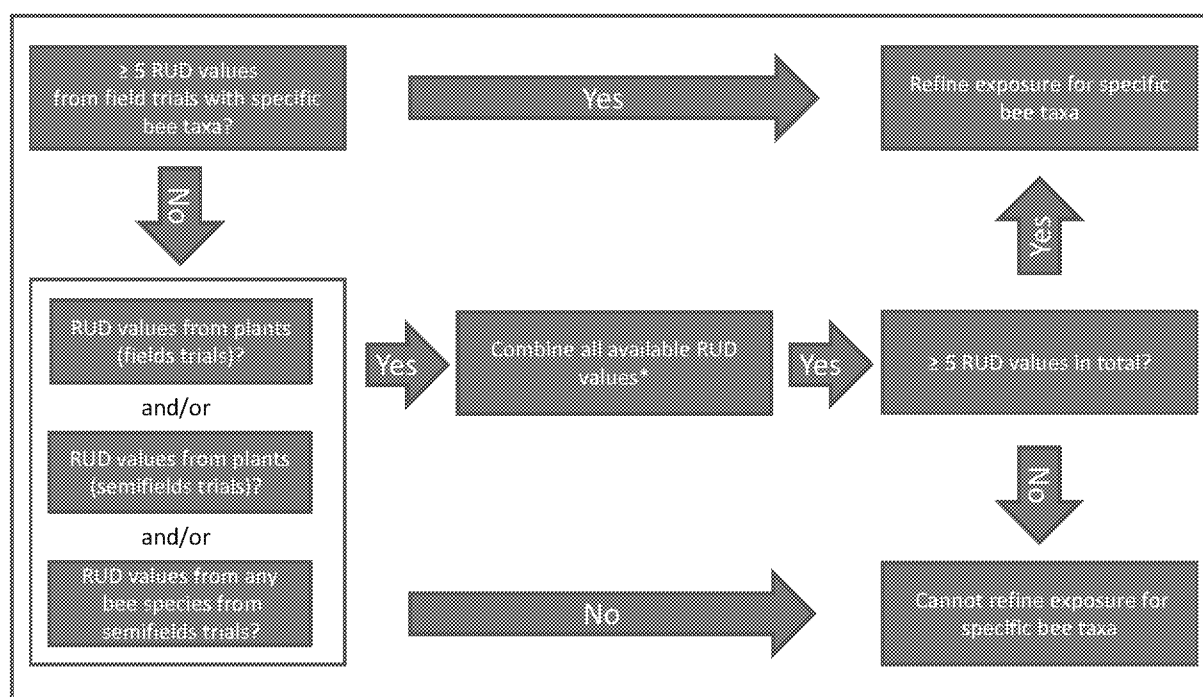 ≥ 5 RUD values
from field trials with specific
bee taxa?
Yes
Refine exposure for specific
bee taxa
NO
Yes
RUD values from plants
(fields trials)?
and/or
RUD values from plants
(semifields trials)?
and/or
RUD values from any
bee species from
semifields trials?
Yes
Combine all available RUD
values*
Yes
≥ 5 RUD values in total?
NO
No
Cannot refine exposure for
specific bee taxa